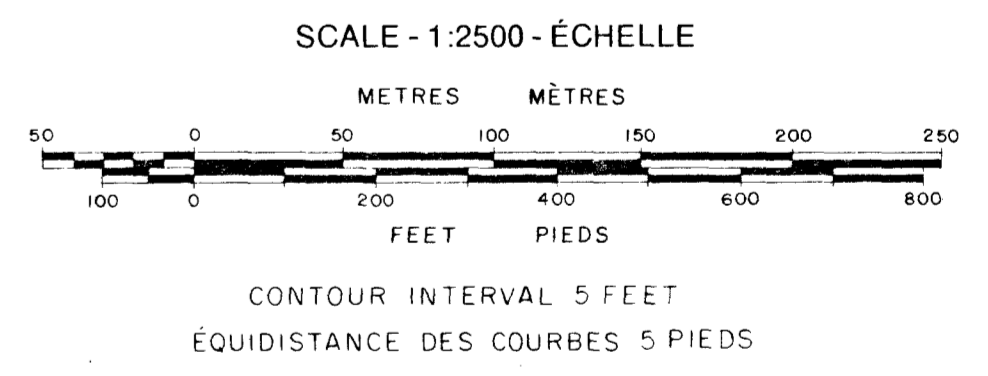 SCALE - 1:2500 - ÉCHELLE
METRES MÈTRES
50 0 50 100 150 200 250
100 0 200 400 600 800
FEET PIEDS
CONTOUR INTERVAL 5 FEET
ÉQUIDISTANCE DES COURBES 5 PIEDS